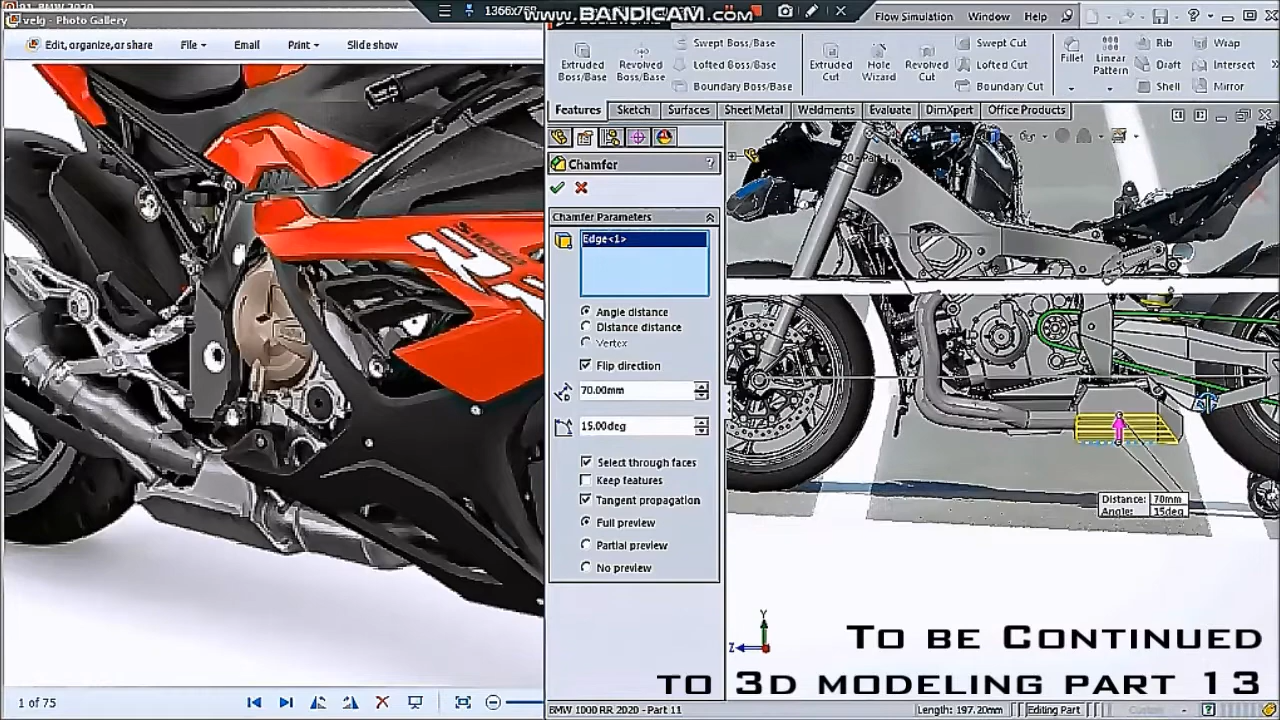 01. BMW 2020
velg - Photo Gallery
Edit, organize,or share
File
Email
Print
Slide show
1366x768
www.BANDICAM.com
Flow Simulation
Window
Help
Extruded Boss/Base
Revolved Boss/Base
Swept Boss/Base
Lofted Boss/Base
Boundary Boss/Base
Extruded Cut
Hole Wizard
Revolved Cut
Swept Cut
Lofted Cut
Boundary Cut
Fillet
Linear Pattern
Rib
Draft
Shell
Wrap
Intersect
Mirror
Features
Sketch
Surfaces
Sheet Metal
Weldments
Evaluate
DimXpert
Office Products
Chamfer
?
Chamfer Parameters
Edge<1>
Angle distance
Distance distance
Vertex
Flip direction
70.00mm
15.00deg
Select through faces
Keep features
Tangent propagation
Full preview
Partial preview
No preview
Distance: 70mm
Angle: 15deg
Y
Z
To be Continued
to 3d modeling part 13
1 of 75
BMW 1000 RR 2020 - Part 11
Length: 197.20mm
Editing Part
Custom